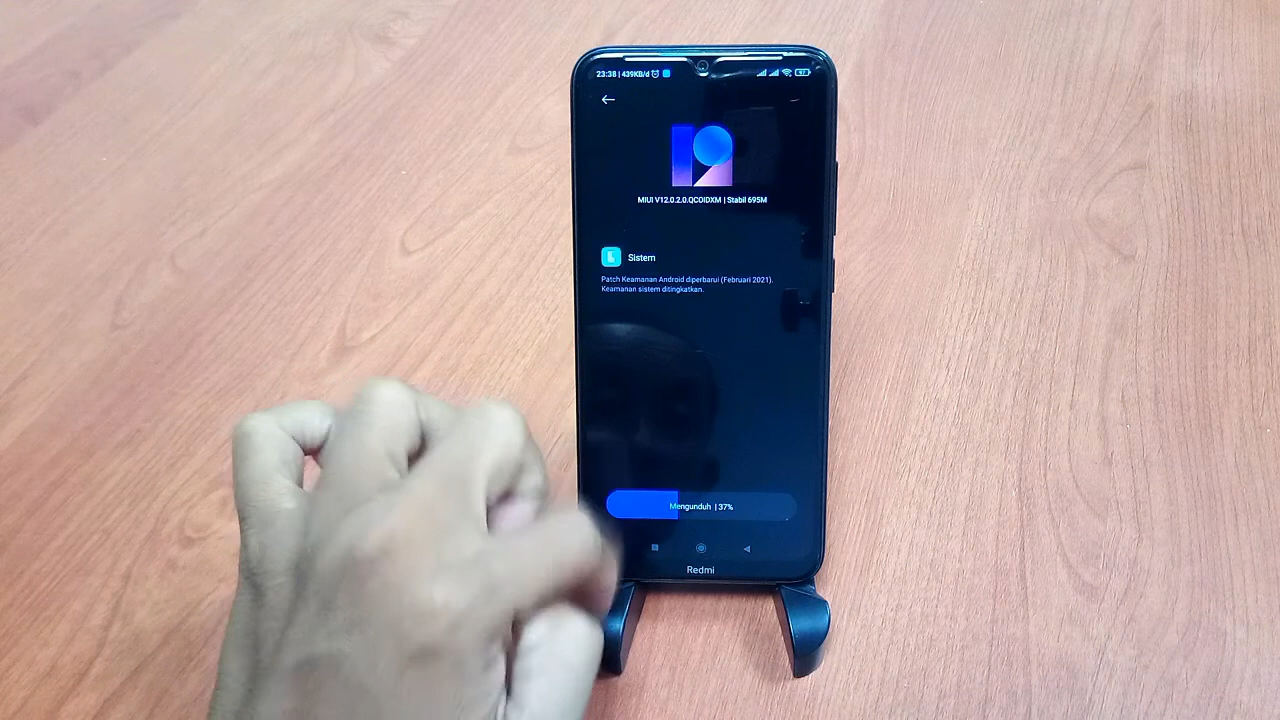 23:38 | 439KB/d
97
MIUI V12.0.2.0.QCOIDXM | Stabil 695M
Sistem
Patch Keamanan Android diperbarui (Februari 2021).
Keamanan sistem ditingkatkan.
Mengunduh | 37%
Redmi